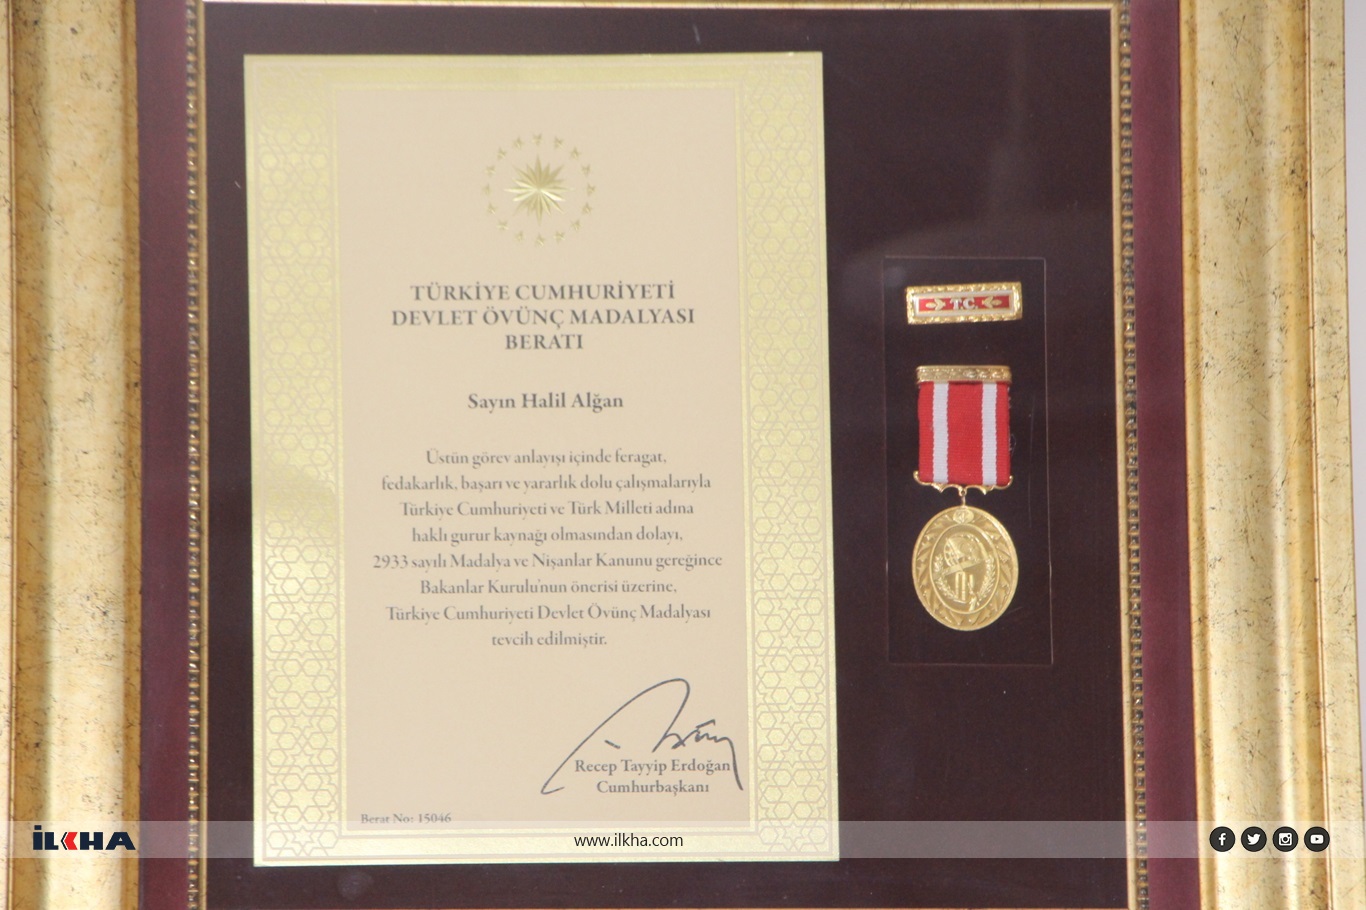 TÜRKİYE CUMHURİYETİ
DEVLET ÖVÜNÇ MADALYASI
BERATI
Sayın Halil Alğan
Üstün görev anlayışı içinde feragat,
fedakarlık, başarı ve yararlık dolu çalışmalarıyla
Türkiye Cumhuriyeti ve Türk Milleti adına
haklı gurur kaynağı olmasından dolayı,
2933 sayılı Madalya ve Nişanlar Kanunu gereğince
Bakanlar Kurulu'nun önerisi üzerine,
Türkiye Cumhuriyeti Devlet Övünç Madalyası
tevcih edilmiştir.
Recep Tayyip Erdoğan
Cumhurbaşkanı
Berat No: 15046
T.C.
İLKHA
www.ilkha.com